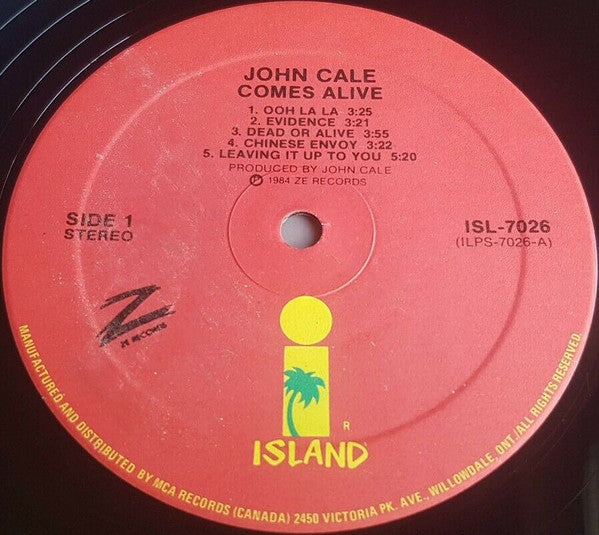 JOHN CALE
COMES ALIVE
1. OOH LA LA 3:25
2. EVIDENCE 3:21
3. DEAD OR ALIVE 3:55
4. CHINESE ENVOY 3:22
5. LEAVING IT UP TO YOU 5:20
PRODUCED BY JOHN CALE
℗ 1984 ZE RECORDS
SIDE 1
STEREO
ISL-7026
(ILPS-7026-A)
Z
ZE RECORDS
i
R
ISLAND
MANUFACTURED AND DISTRIBUTED BY MCA RECORDS (CANADA) 2450 VICTORIA PK. AVE., WILLOWDALE, ONT. ALL RIGHTS RESERVED.